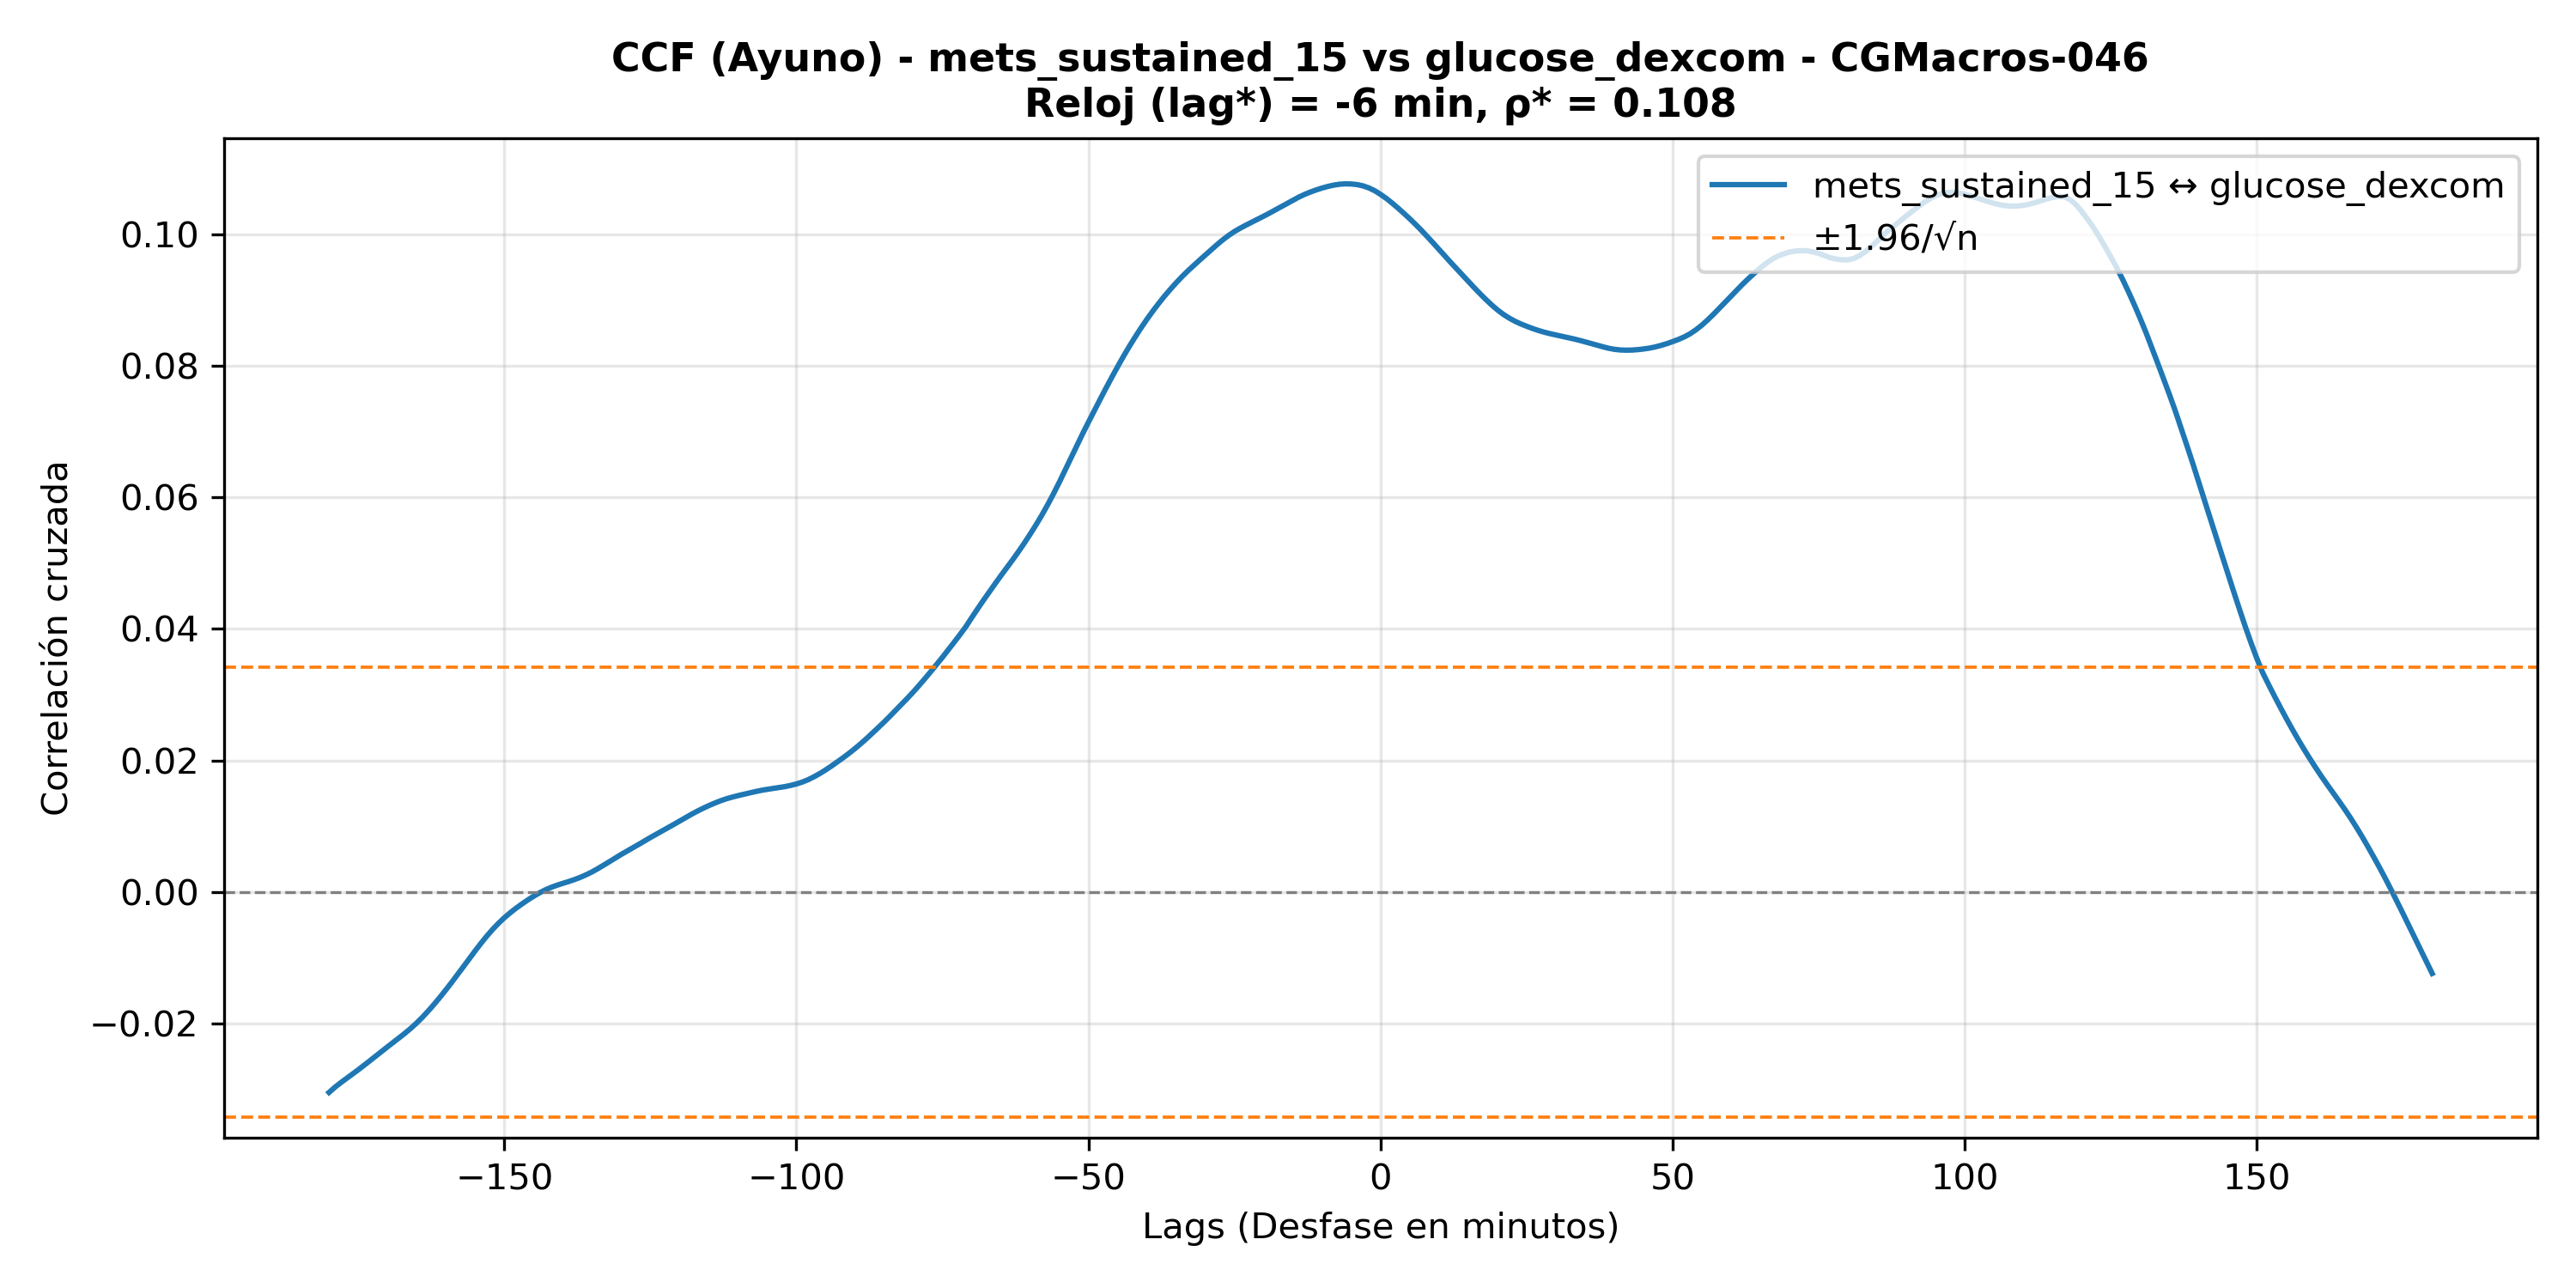 CCF (Ayuno) - mets_sustained_15 vs glucose_dexcom - CGMacros-046
Reloj (lag*) = -6 min, ρ* = 0.108
mets_sustained_15 ↔ glucose_dexcom
±1.96/√n
Correlación cruzada
0.10
0.08
0.06
0.04
0.02
0.00
−0.02
−150 −100 −50 0 50 100 150
Lags (Desfase en minutos)